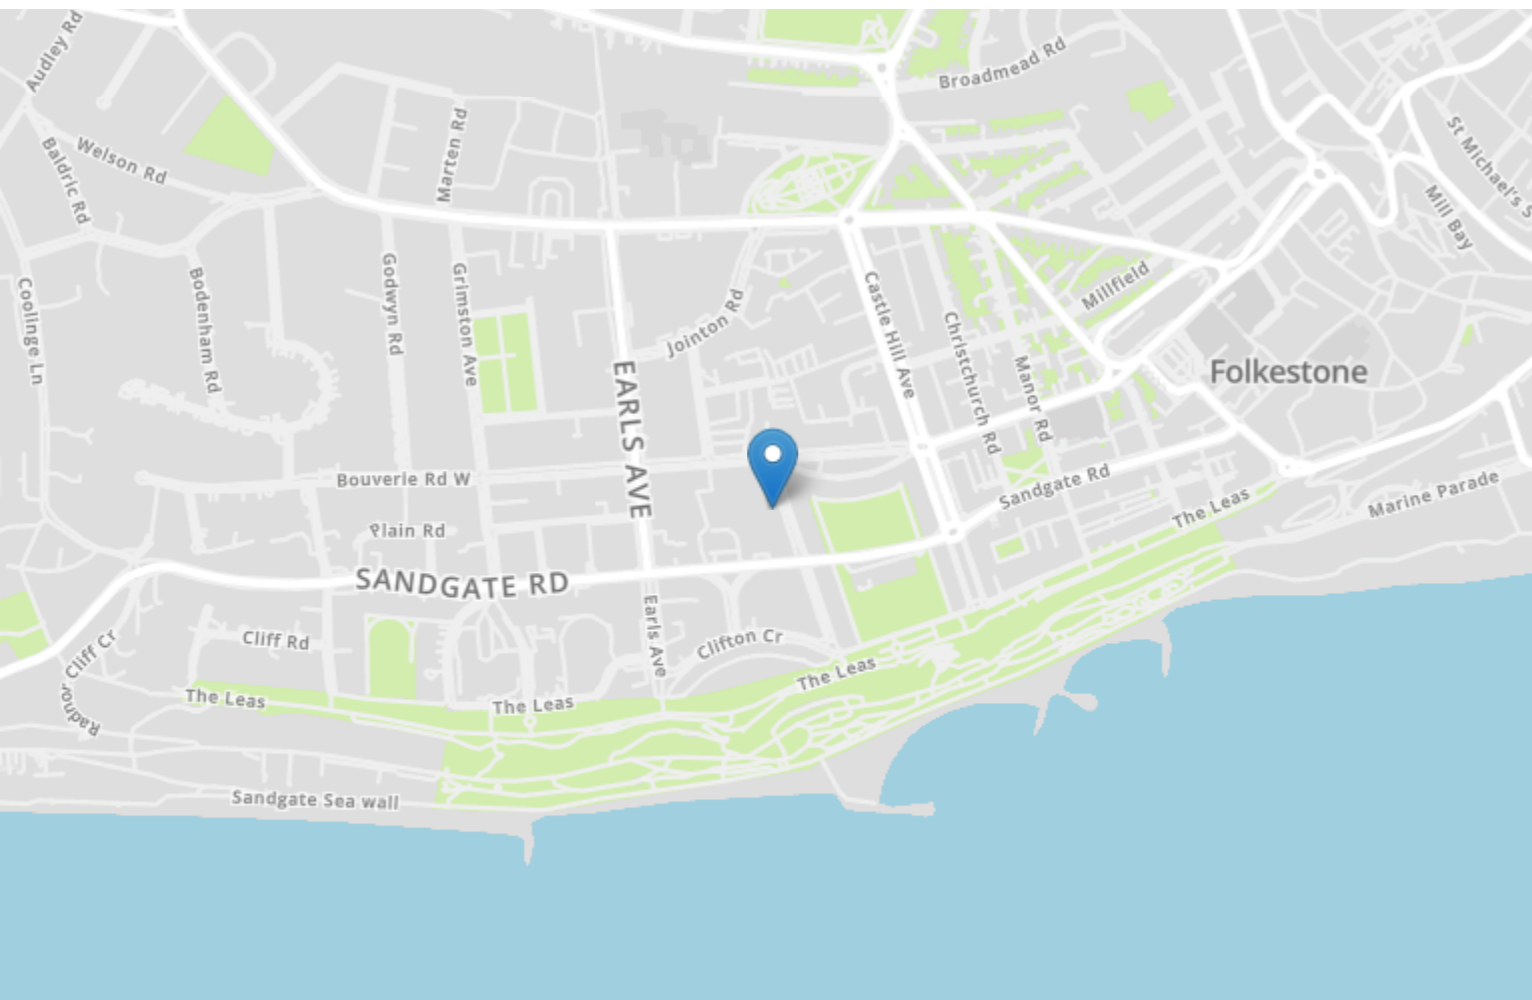 Audley Rd
Broadmead Rd
Welson Rd
Baldric Rd
Marten Rd
St Michael's S
Mill Bay
Coolinge Ln
Bodenham Rd
Godwyn Rd
Grimston Ave
Jointon Rd
Castle Hill Ave
Millfield
Christchurch Rd
Manor Rd
Folkestone
EARLS AVE
Bouverie Rd W
Sandgate Rd
The Leas
Marine Parade
Plain Rd
SANDGATE RD
Cliff Rd
Earls Ave
Clifton Cr
Radnor Cliff Cr
The Leas
The Leas
The Leas
Sandgate Sea wall